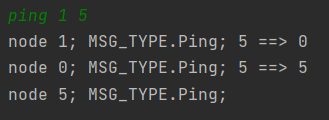 ping 1 5
node 1; MSG_TYPE.Ping; 5 ==> 0
node 0; MSG_TYPE.Ping; 5 ==> 5
node 5; MSG_TYPE.Ping;